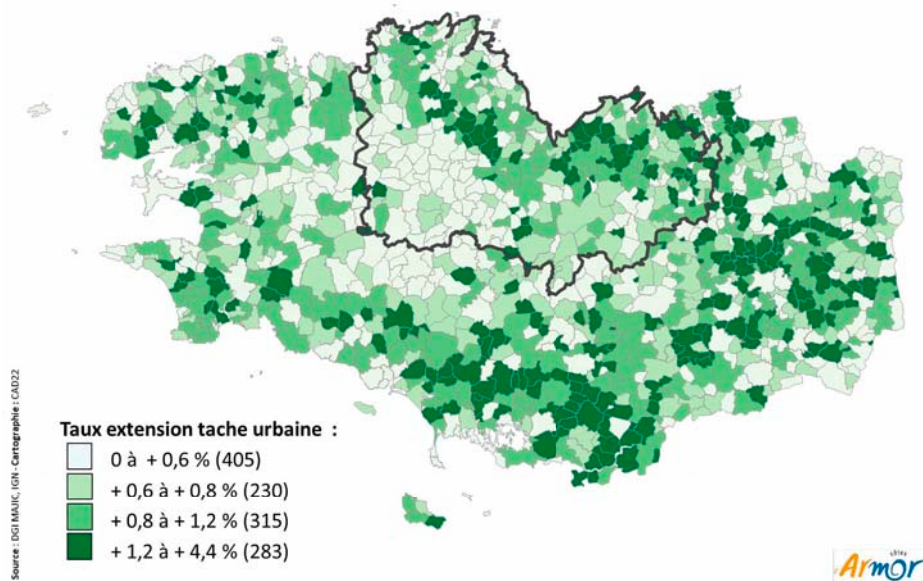 Source : DGI MAJIC, IGN - Cartographie : CAD22
Taux extension tache urbaine :
0 à + 0,6 % (405)
+ 0,6 à + 0,8 % (230)
+ 0,8 à + 1,2 % (315)
+ 1,2 à + 4,4 % (283)
côtes
d'Armor